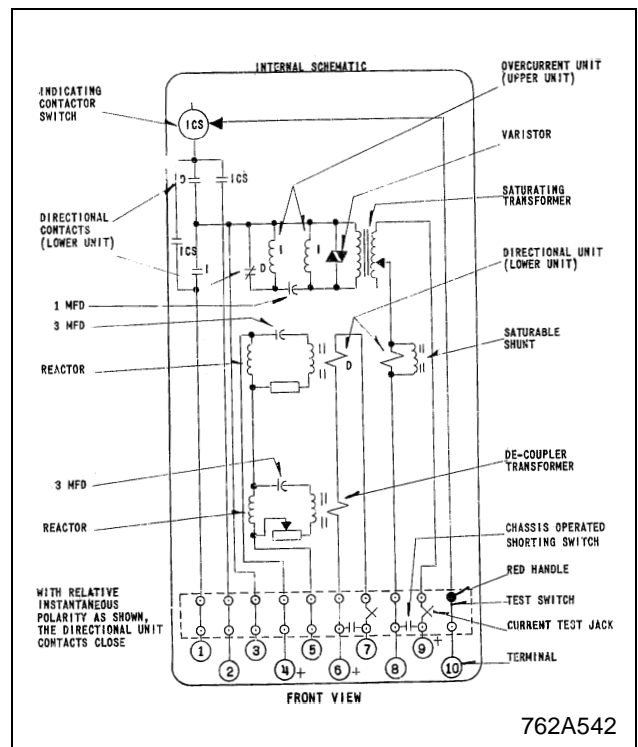 INTERNAL SCHEMATIC
OVERCURRENT UNIT
(UPPER UNIT)
INDICATING
CONTACTOR
SWITCH
ICS
VARISTOR
D
ICS
SATURATING
TRANSFORMER
DIRECTIONAL
CONTACTS
(LOWER UNIT)
ICS
I
I
I
D
DIRECTIONAL UNIT
(LOWER UNIT)
1 MFD
3 MFD
SATURABLE
SHUNT
REACTOR
D
DE-COUPLER
TRANSFORMER
3 MFD
REACTOR
CHASSIS OPERATED
SHORTING SWITCH
RED HANDLE
WITH RELATIVE
INSTANTANEOUS
POLARITY AS SHOWN,
THE DIRECTIONAL UNIT
CONTACTS CLOSE
TEST SWITCH
CURRENT TEST JACK
1 2 3 4 + 5 6 + 7 8 9 + 10
TERMINAL
FRONT VIEW
762A542